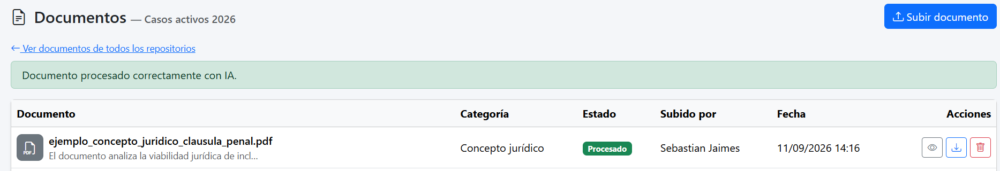 Documentos — Casos activos 2026
Subir documento
← Ver documentos de todos los repositorios
Documento procesado correctamente con IA.
Documento Categoría Estado Subido por Fecha Acciones
PDF
ejemplo_concepto_juridico_clausula_penal.pdf
El documento analiza la viabilidad jurídica de incl...
Concepto jurídico Procesado Sebastian Jaimes 11/09/2026 14:16